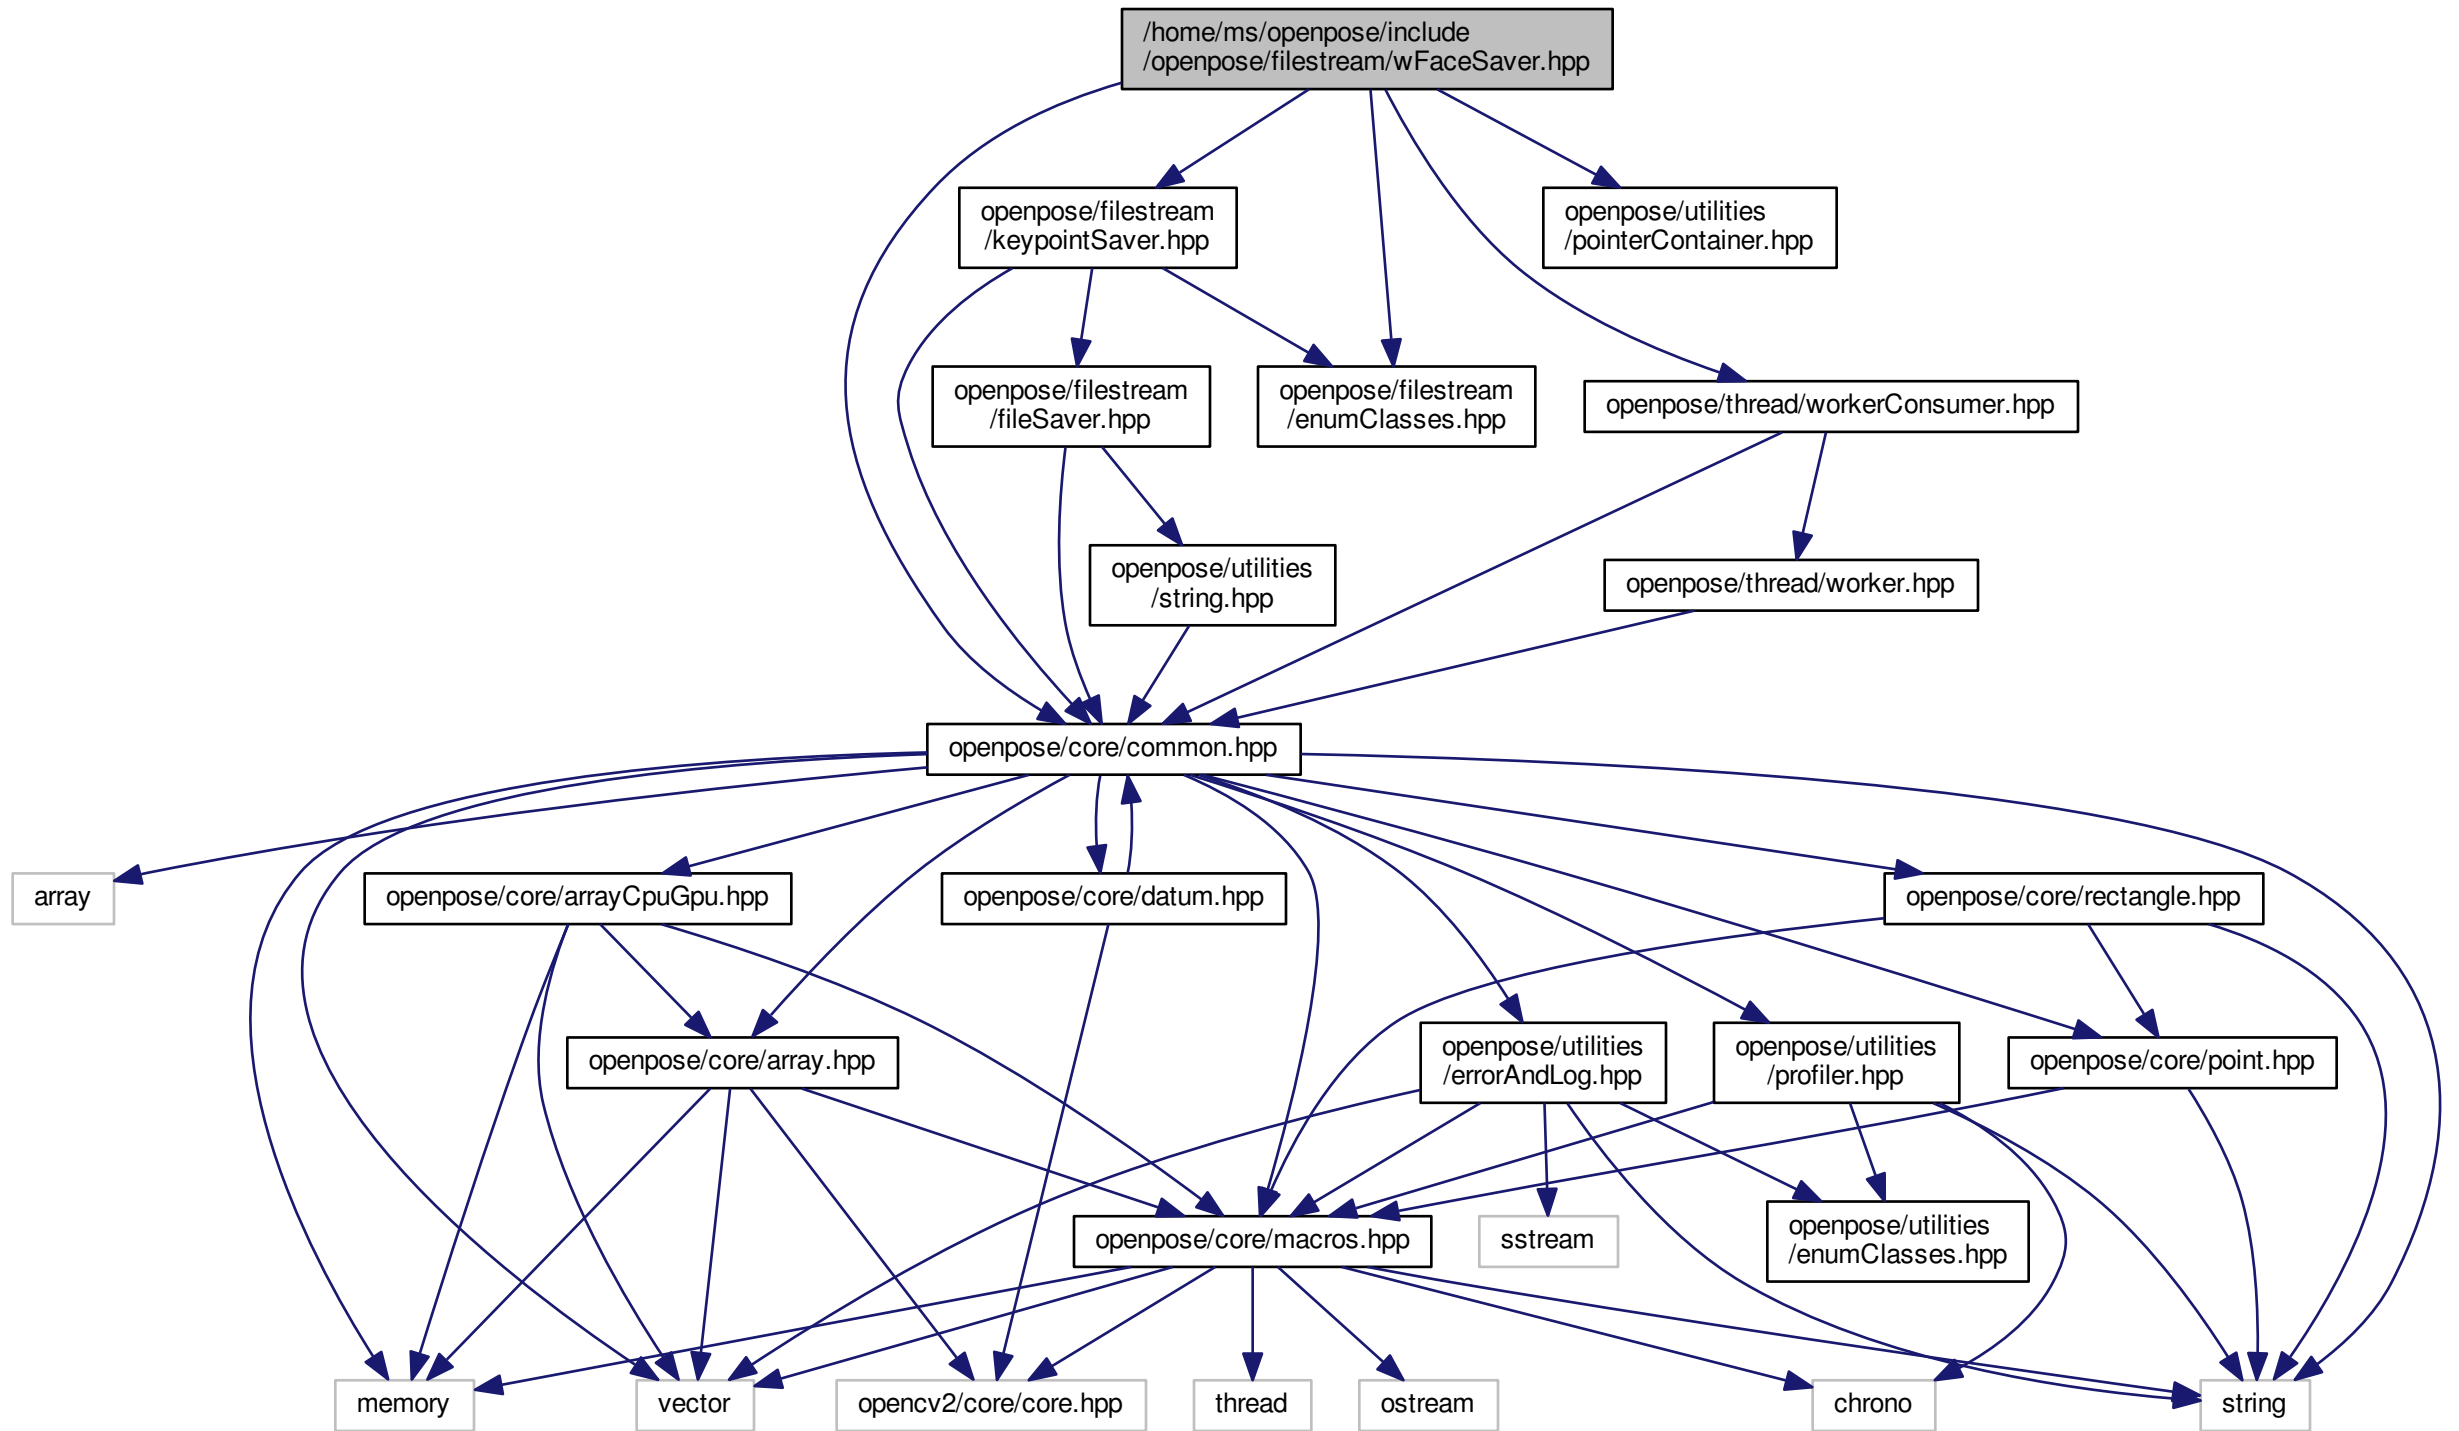 /home/ms/openpose/include
/openpose/filestream/wFaceSaver.hpp
openpose/filestream
/keypointSaver.hpp
openpose/utilities
/pointerContainer.hpp
openpose/filestream
/fileSaver.hpp
openpose/filestream
/enumClasses.hpp
openpose/thread/workerConsumer.hpp
openpose/utilities
/string.hpp
openpose/thread/worker.hpp
openpose/core/common.hpp
array
openpose/core/arrayCpuGpu.hpp
openpose/core/datum.hpp
openpose/core/rectangle.hpp
openpose/core/array.hpp
openpose/utilities
/errorAndLog.hpp
openpose/utilities
/profiler.hpp
openpose/core/point.hpp
openpose/core/macros.hpp
sstream
openpose/utilities
/enumClasses.hpp
memory
vector
opencv2/core/core.hpp
thread
ostream
chrono
string